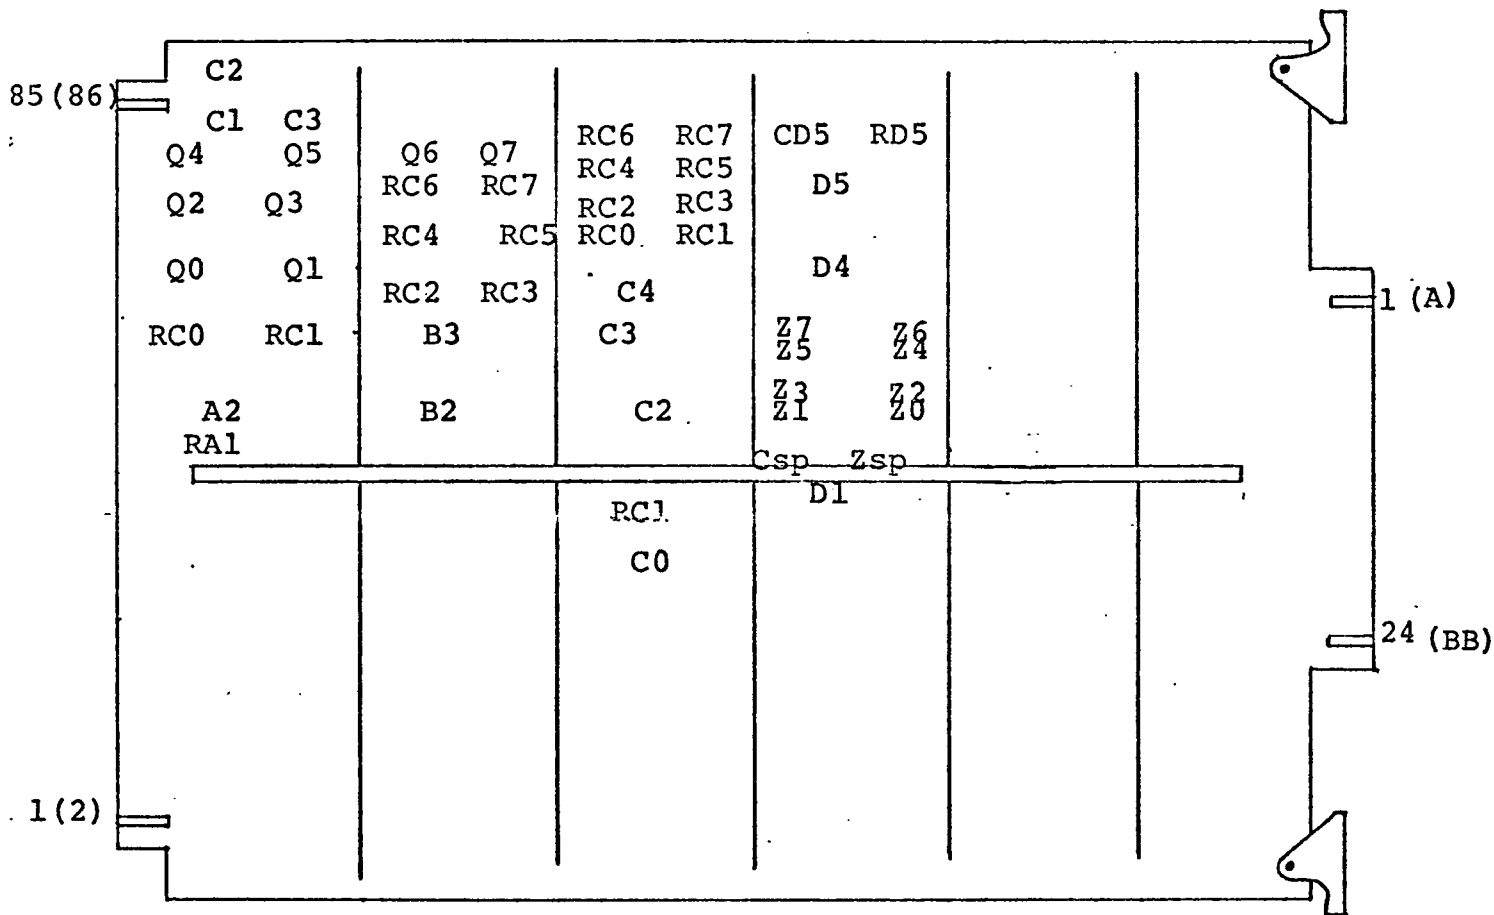 C2
85(86)
C1 C3
RC6 RC7 CD5 RD5
Q4 Q5 Q6 Q7
RC4 RC5
RC6 RC7 D5
Q2 Q3 RC2 RC3
RC4 RC5 RC0 RC1
Q0 Q1 D4
RC2 RC3 C4 1 (A)
RC0 RC1 B3 C3 Z7 Z6
Z5 Z4
Z3 Z2
A2 B2 C2 Z1 Z0
RA1
Csp Zsp
D1
RC1
C0
24 (BB)
1(2)